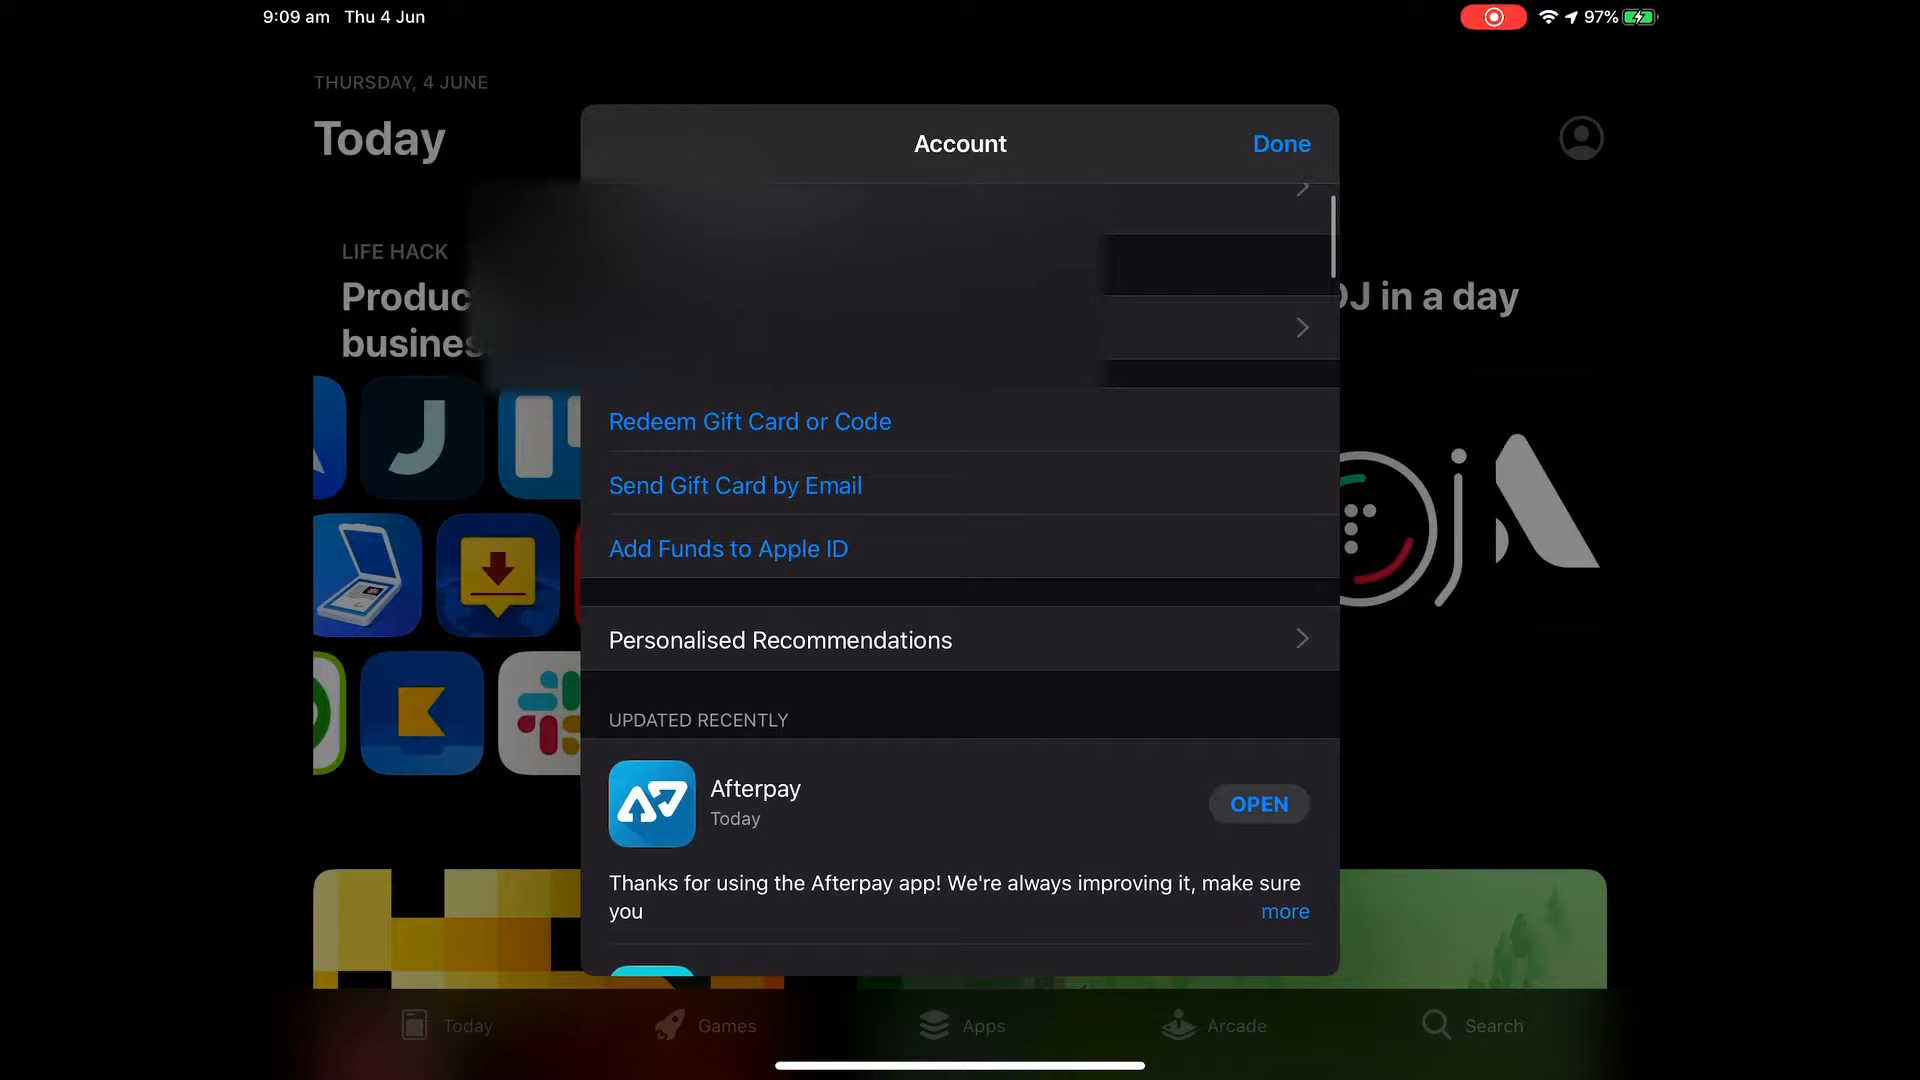 9:09 am Thu 4 Jun
97%
THURSDAY, 4 JUNE
Today
Account
Done
LIFE HACK
Produc
busines
DJ in a day
Redeem Gift Card or Code
Send Gift Card by Email
Add Funds to Apple ID
Personalised Recommendations
UPDATED RECENTLY
Afterpay
Today
OPEN
Thanks for using the Afterpay app! We're always improving it, make sure
you
more
Today
Games
Apps
Arcade
Search